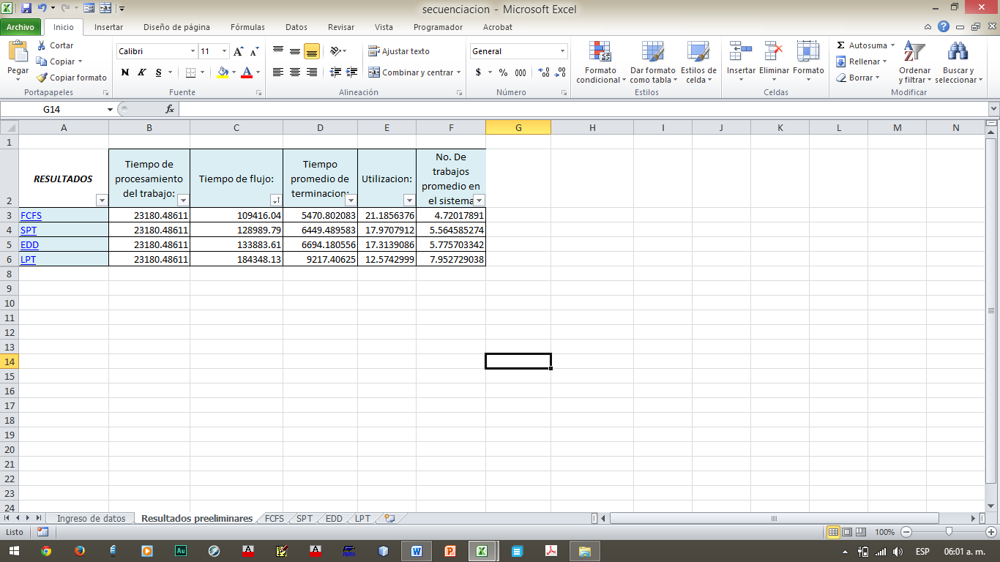 secuenciacion - Microsoft Excel
Archivo Inicio Insertar Diseño de página Fórmulas Datos Revisar Vista Programador Acrobat
Pegar
Cortar
Copiar
Copiar formato
Portapapeles
Calibri 11
N K S
Fuente
Ajustar texto
Combinar y centrar
Alineación
General
$ % 000
Número
Formato condicional
Dar formato como tabla
Estilos de celda
Estilos
Insertar Eliminar Formato
Celdas
Autosuma
Rellenar
Borrar
Ordenar y filtrar
Buscar y seleccionar
Modificar
G14 fx
A B C D E F G H I J K L M N
1
2 RESULTADOS Tiempo de procesamiento del trabajo: Tiempo de flujo: Tiempo promedio de terminacion: Utilizacion: No. De trabajos promedio en el sistema
3 FCFS 23180.48611 109416.04 5470.802083 21.1856376 4.72017891
4 SPT 23180.48611 128989.79 6449.489583 17.9707912 5.564585274
5 EDD 23180.48611 133883.61 6694.180556 17.3139086 5.775703342
6 LPT 23180.48611 184348.13 9217.40625 12.5742999 7.952729038
8
9
10
11
12
13
14
15
16
17
18
19
20
21
22
23
24
Ingreso de datos Resultados preeliminares FCFS SPT EDD LPT
Listo 100%
ESP 06:01 a. m.